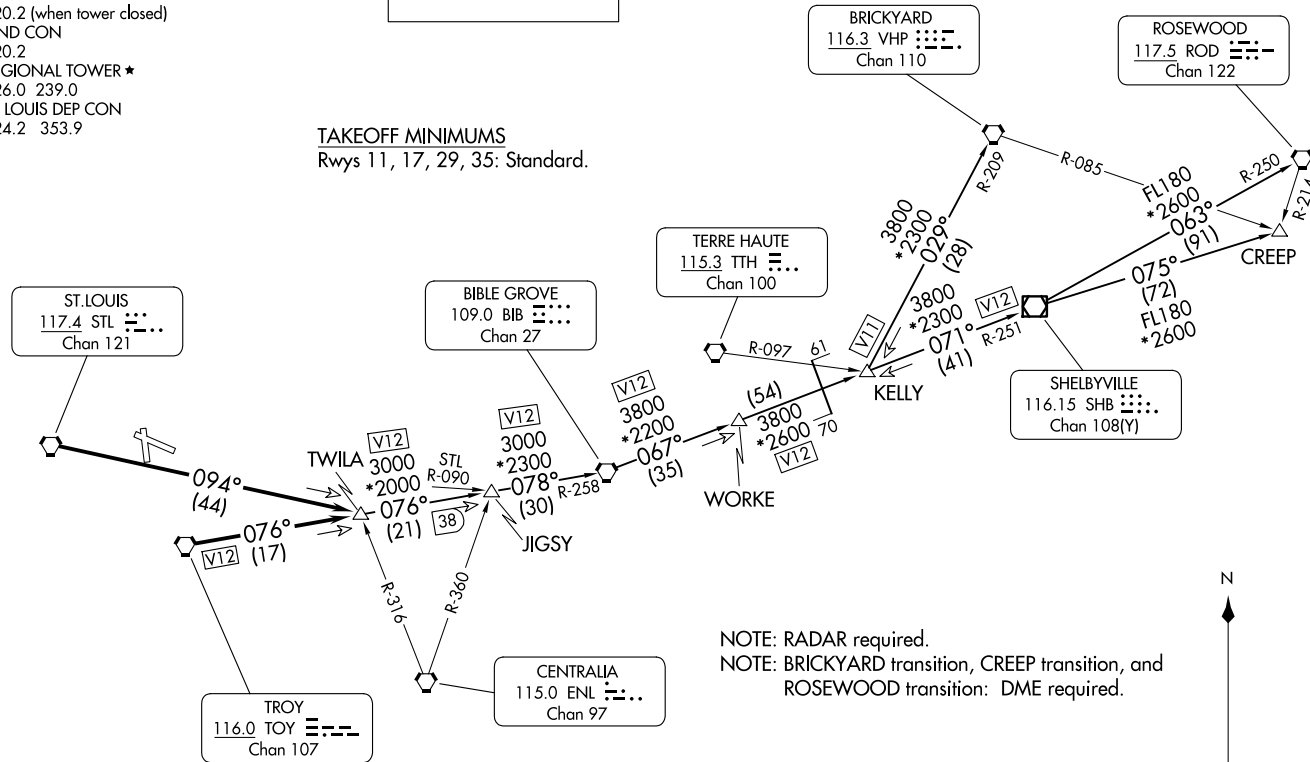 20.2 (when tower closed)
ND CON
20.2
GIONAL TOWER ★
26.0 239.0
LOUIS DEP CON
24.2 353.9
TAKEOFF MINIMUMS
Rwys 11, 17, 29, 35: Standard.
BRICKYARD
116.3 VHP
Chan 110
ROSEWOOD
117.5 ROD
Chan 122
R-209
R-085
FL180
*2600
063°
(91)
R-250
R-214
CREEP
075°
(72)
FL180
*2600
3800
*2300
029°
(28)
TERRE HAUTE
115.3 TTH
Chan 100
R-097
61
V11
3800
*2300
071°
(41)
V12
R-251
KELLY
SHELBYVILLE
116.15 SHB
Chan 108(Y)
ST.LOUIS
117.4 STL
Chan 121
BIBLE GROVE
109.0 BIB
Chan 27
(54)
3800
*2600
V12
70
V12
3800
*2200
067°
(35)
WORKE
V12
3000
*2300
078°
(30)
R-258
JIGSY
TWILA
V12
3000
*2000
076°
(21)
STL
R-090
38
094°
(44)
076°
V12
(17)
R-316
R-360
TROY
116.0 TOY
Chan 107
CENTRALIA
115.0 ENL
Chan 97
NOTE: RADAR required.
NOTE: BRICKYARD transition, CREEP transition, and
ROSEWOOD transition: DME required.
N